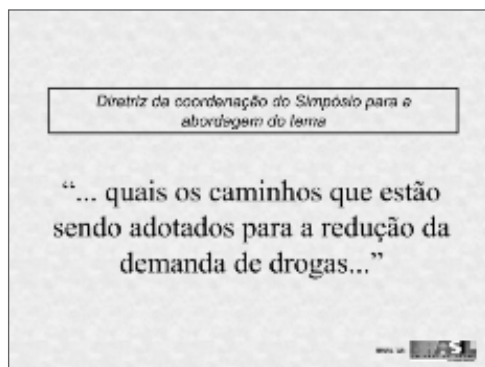 Diretriz da coordenação do Simpósio para a
abordagem do tema
“... quais os caminhos que estão
sendo adotados para a redução da
demanda de drogas...”